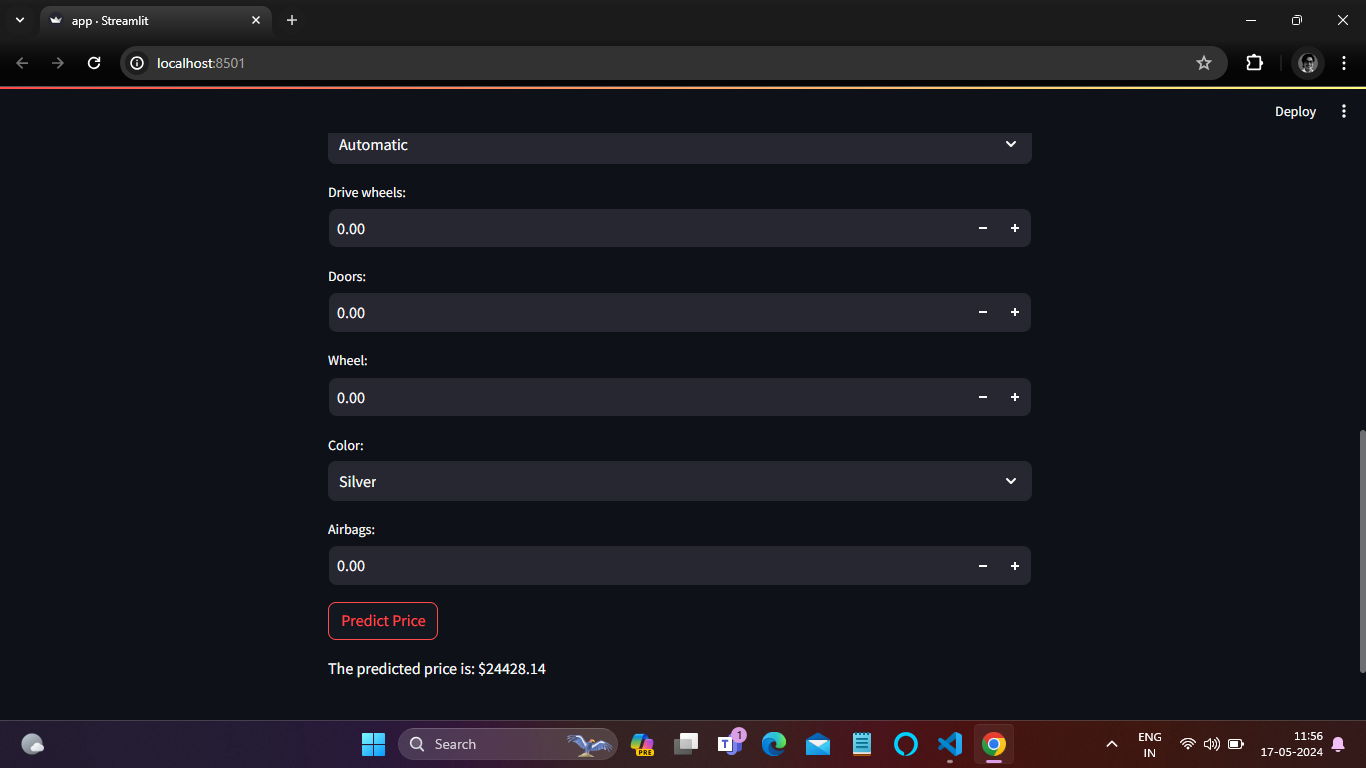 app · Streamlit
localhost:8501
Deploy
Automatic
Drive wheels:
0.00
Doors:
0.00
Wheel:
0.00
Color:
Silver
Airbags:
0.00
Predict Price
The predicted price is: $24428.14
Search
PRE
T
1
ENG
IN
11:56
17-05-2024